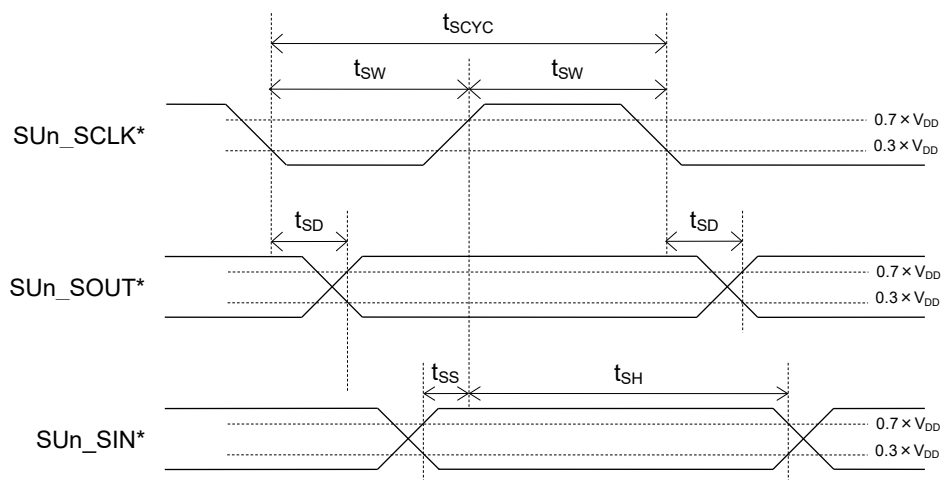 tSCYC
tSW tSW
SUn_SCLK*
0.7 × VDD
0.3 × VDD
tSD tSD
SUn_SOUT*
0.7 × VDD
0.3 × VDD
tSS tSH
SUn_SIN*
0.7 × VDD
0.3 × VDD